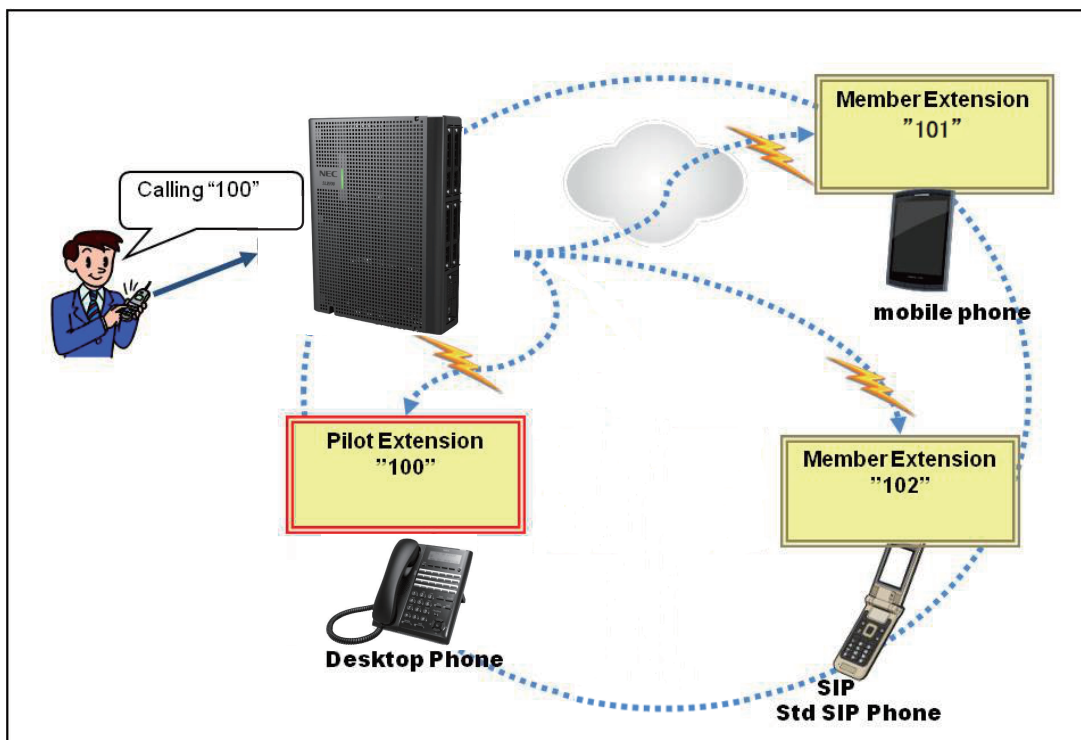 Member Extension
”101”
Calling “100”
NEC
mobile phone
Pilot Extension
”100”
Member Extension
”102”
Desktop Phone
SIP
Std SIP Phone